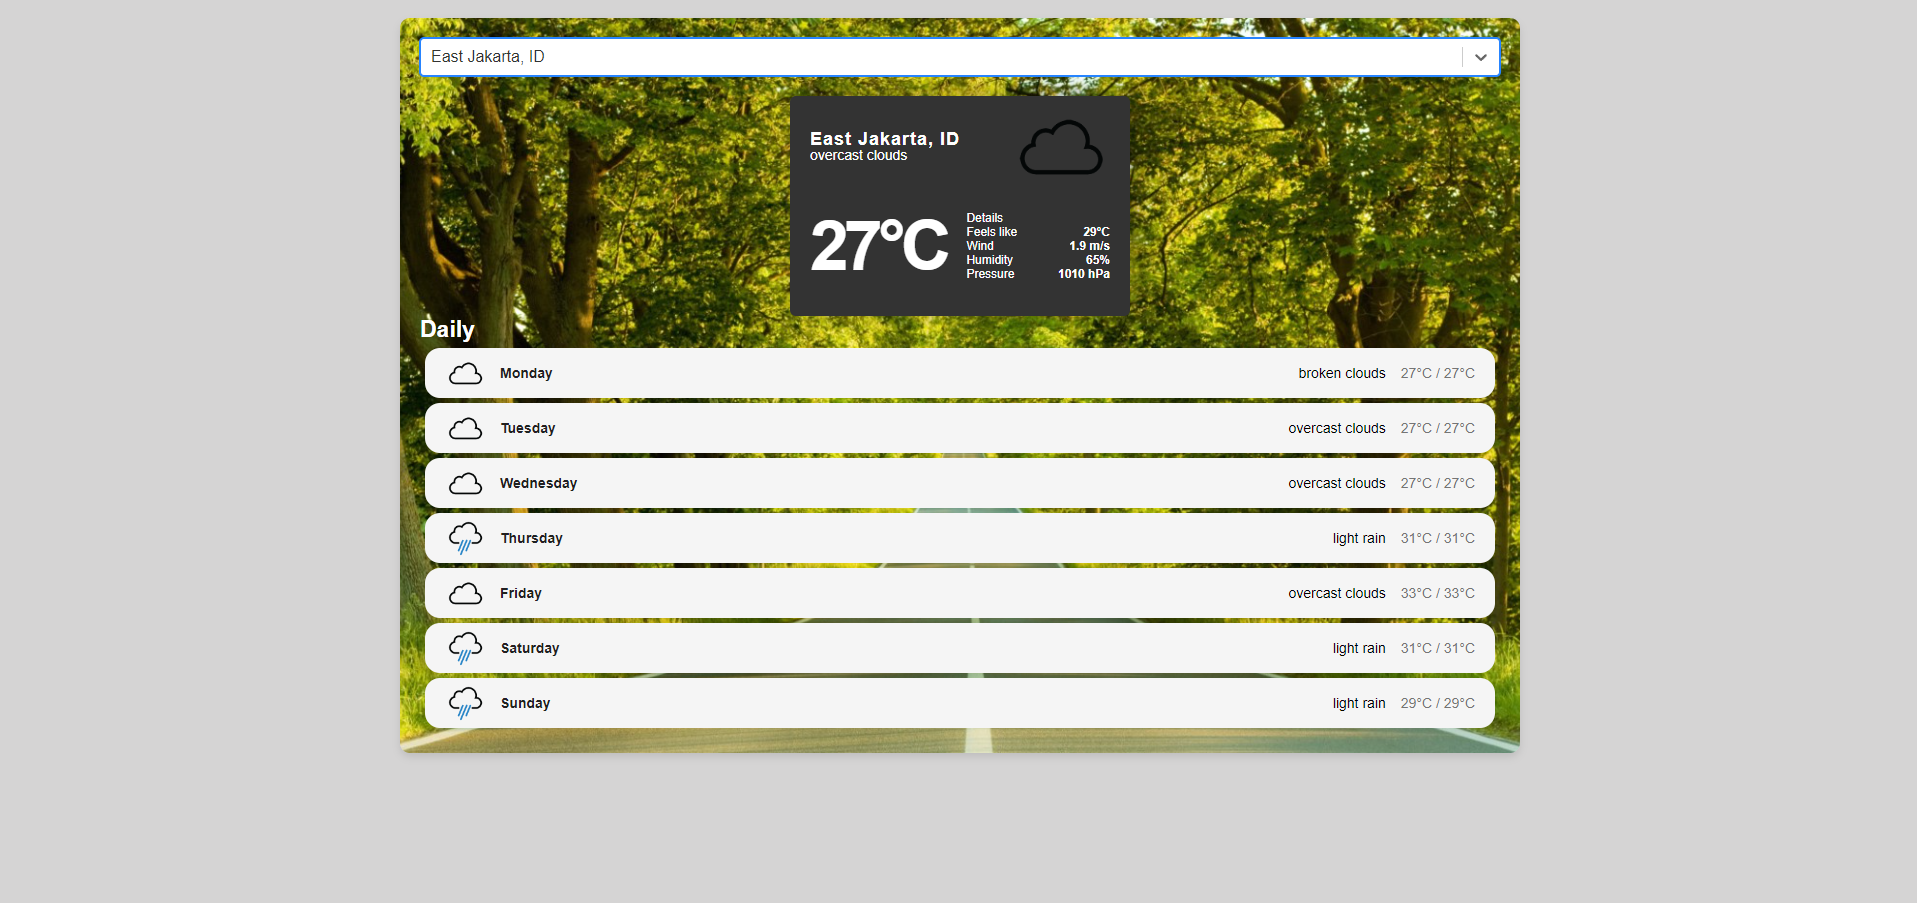 East Jakarta, ID
East Jakarta, ID
overcast clouds
27°C
Details
Feels like 29°C
Wind 1.9 m/s
Humidity 65%
Pressure 1010 hPa
Daily
Monday broken clouds 27°C / 27°C
Tuesday overcast clouds 27°C / 27°C
Wednesday overcast clouds 27°C / 27°C
Thursday light rain 31°C / 31°C
Friday overcast clouds 33°C / 33°C
Saturday light rain 31°C / 31°C
Sunday light rain 29°C / 29°C